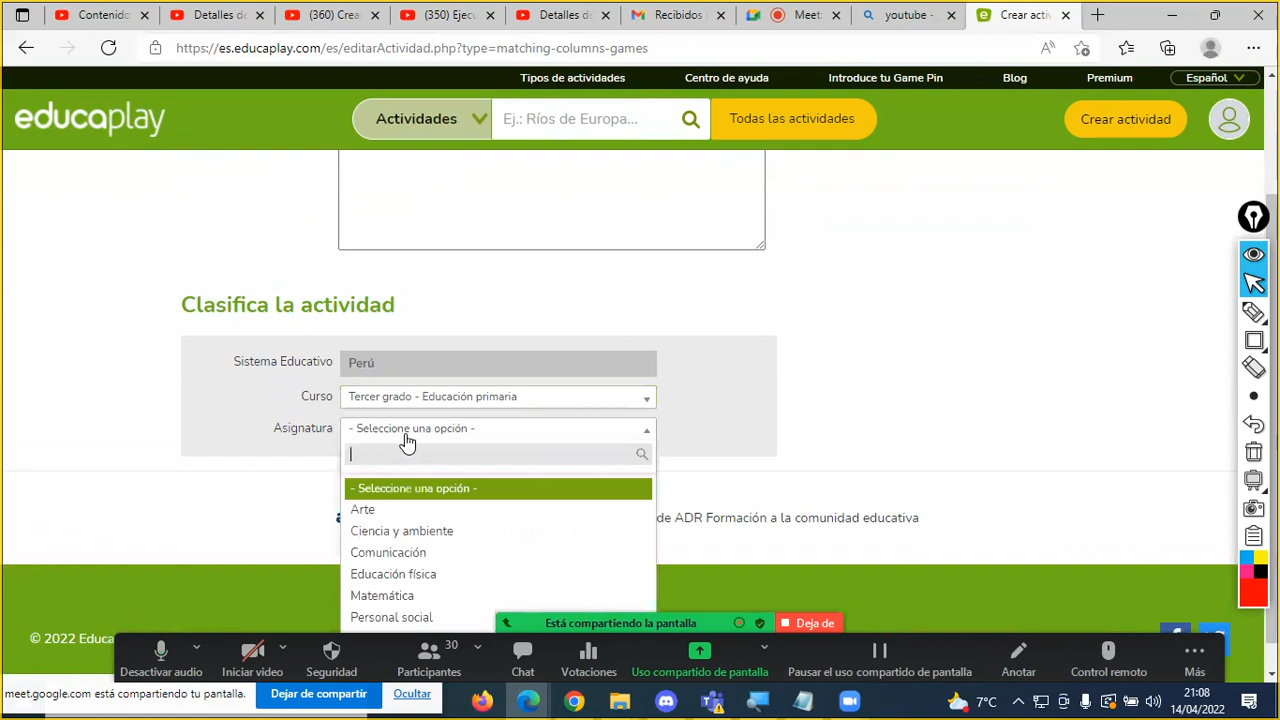 Contenido
Detalles de
(360) Crea
(350) Ejecu
Detalles de
Recibidos
Meet:
youtube -
Crear activ
https://es.educaplay.com/es/editarActividad.php?type=matching-columns-games
Tipos de actividades
Centro de ayuda
Introduce tu Game Pin
Blog
Premium
Español
educaplay
Actividades
Ej.: Ríos de Europa...
Todas las actividades
Crear actividad
Clasifica la actividad
Sistema Educativo
Perú
Curso
Tercer grado - Educación primaria
Asignatura
- Seleccione una opción -
- Seleccione una opción -
Arte
Ciencia y ambiente
Comunicación
Educación física
Matemática
Personal social
de ADR Formación a la comunidad educativa
© 2022 Educa
Está compartiendo la pantalla
Deja de
30
Desactivar audio
Iniciar video
Seguridad
Participantes
Chat
Votaciones
Uso compartido de pantalla
Pausar el uso compartido de pantalla
Anotar
Control remoto
Más
meet.google.com está compartiendo tu pantalla.
Dejar de compartir
Ocultar
7°C
21:08
14/04/2022